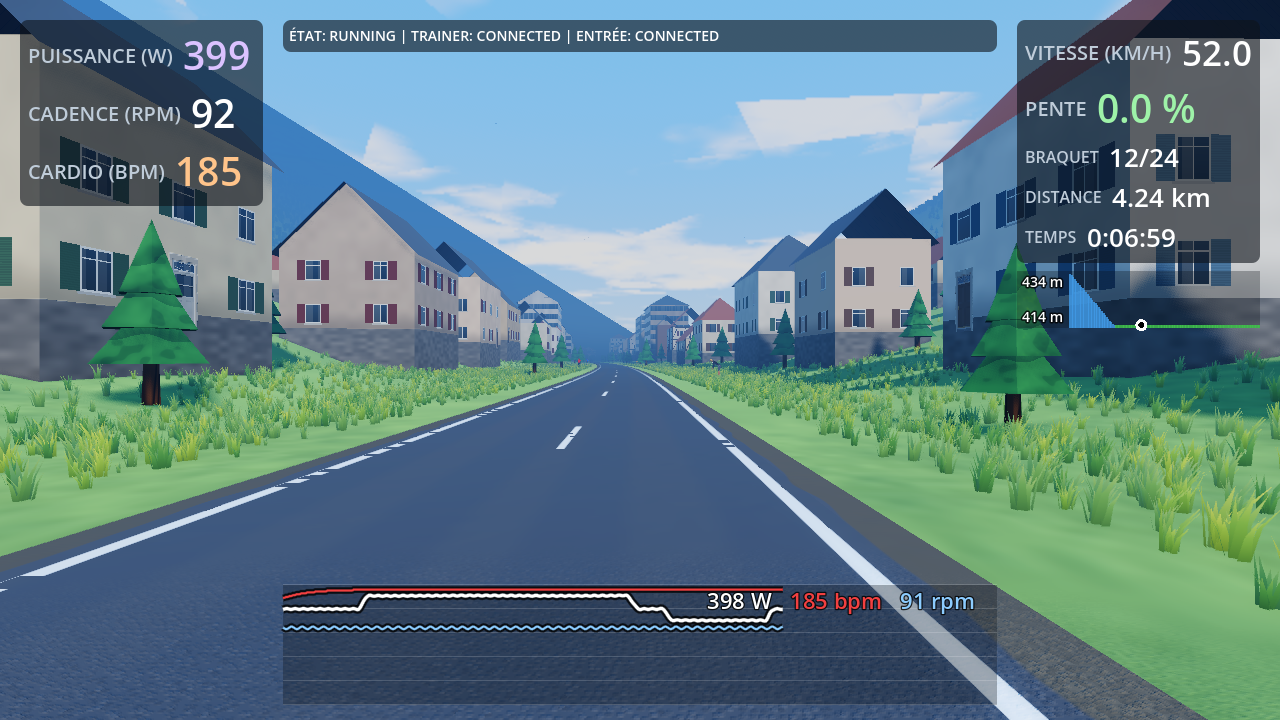 PUISSANCE (W) 399
CADENCE (RPM) 92
CARDIO (BPM) 185
ÉTAT: RUNNING | TRAINER: CONNECTED | ENTRÉE: CONNECTED
VITESSE (KM/H) 52.0
PENTE 0.0 %
BRAQUET 12/24
DISTANCE 4.24 km
TEMPS 0:06:59
434 m
414 m
398 W 185 bpm 91 rpm